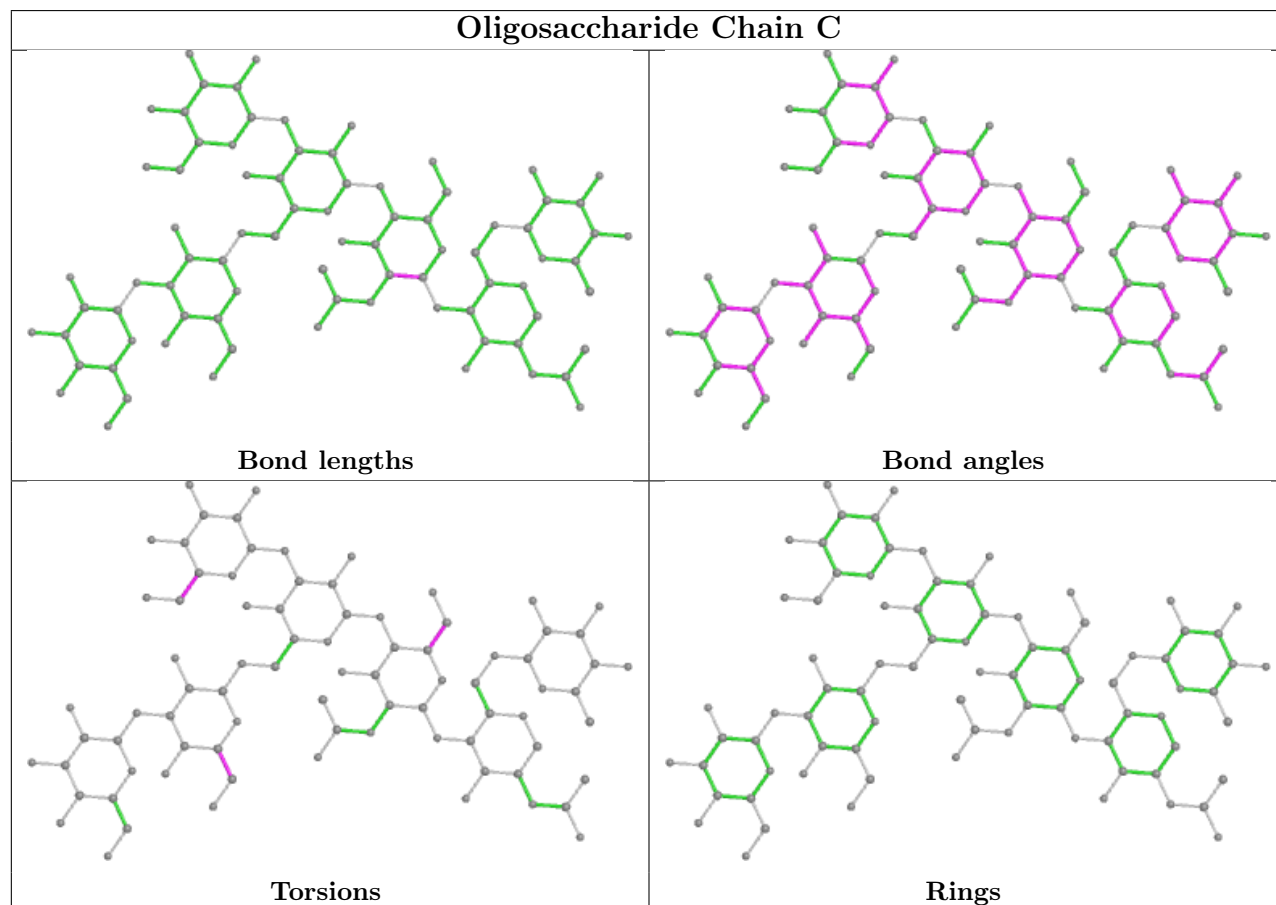 Oligosaccharide Chain C
Bond lengths
Bond angles
Torsions
Rings